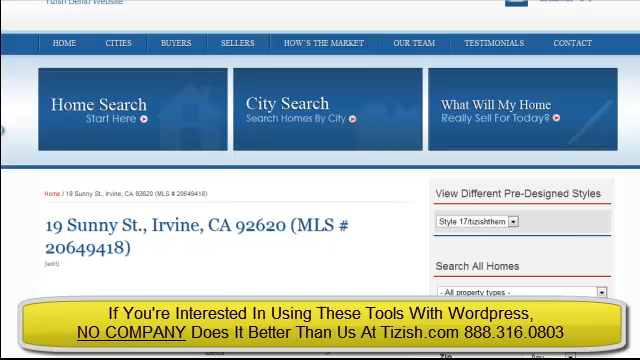 Tizish Demo Website
HOME CITIES BUYERS SELLERS HOW'S THE MARKET OUR TEAM TESTIMONIALS CONTACT
Home Search
Start Here
City Search
Search Homes By City
What Will My Home
Really Sell For Today?
Home / 19 Sunny St., Irvine, CA 92620 (MLS # 20649418)
19 Sunny St., Irvine, CA 92620 (MLS #
20649418)
[edit]
View Different Pre-Designed Styles
Style 17/tizishthem
Search All Homes
- All property types -
If You're Interested In Using These Tools With Wordpress,
NO COMPANY Does It Better Than Us At Tizish.com 888.316.0803
Beds
Zip
Any